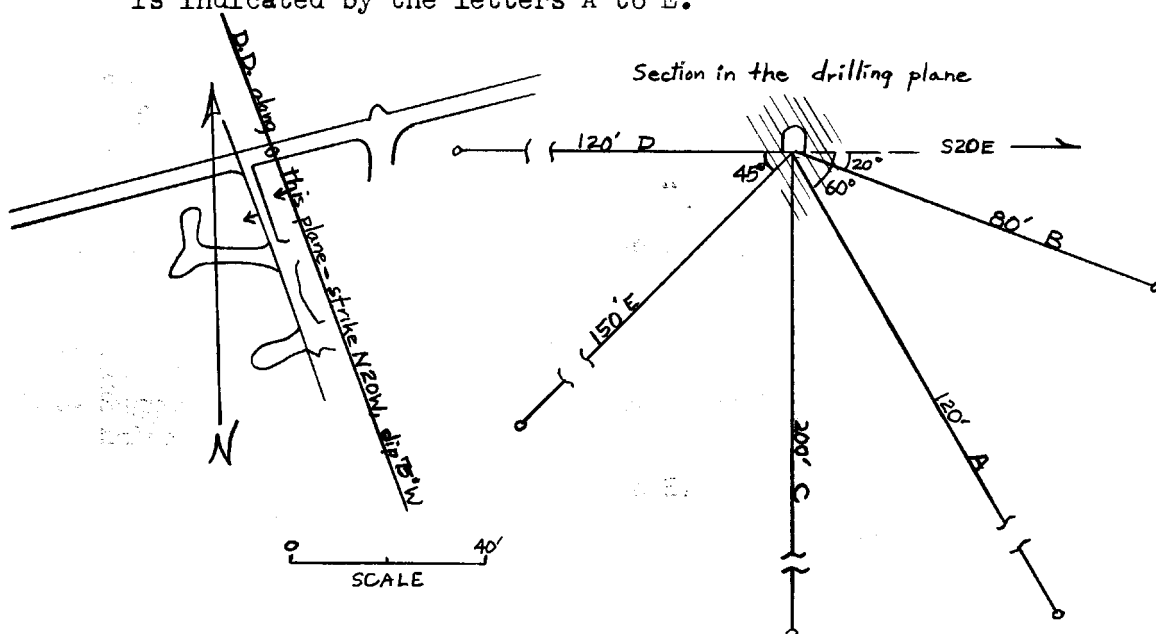 is indicated by the letters A to E.
Section in the drilling plane
D.D. along this plane - strike N20W, dip 75°W
120' D
S20E
45°
20°
60°
80' B
150' E
120' A
200' C
N
0 40'
SCALE